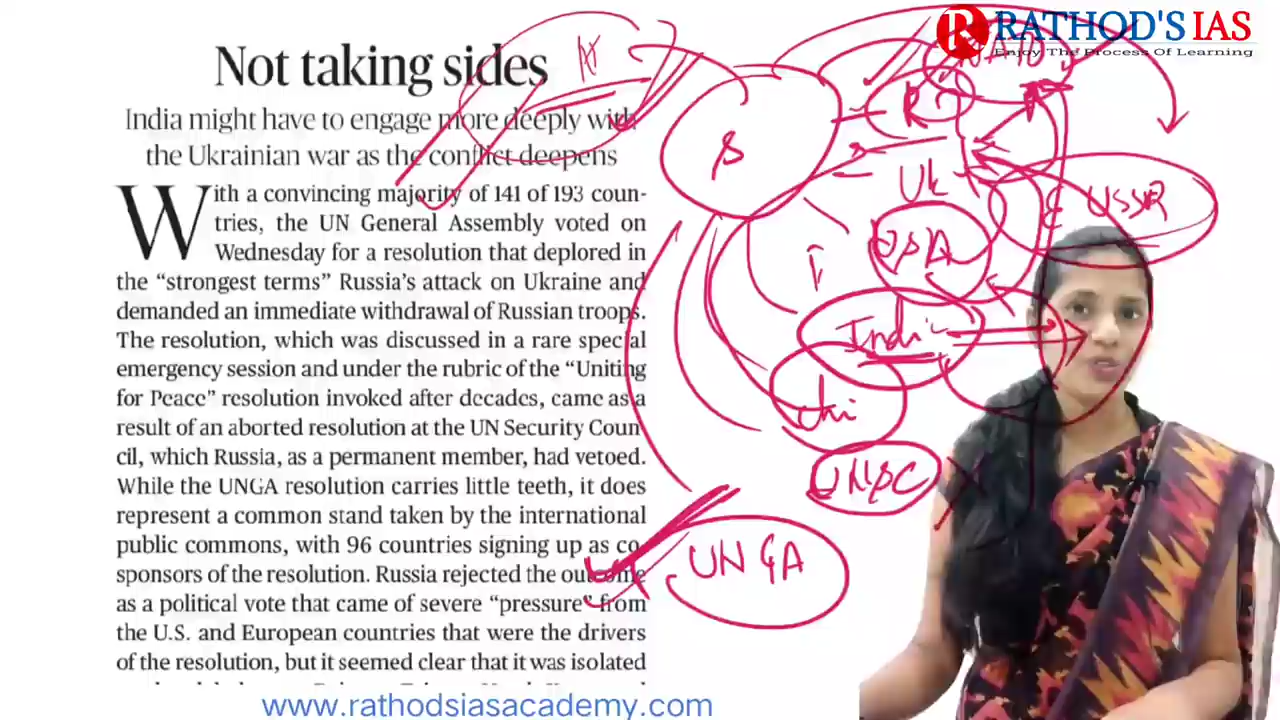 RATHOD'S IAS
Enjoy The Process Of Learning
Not taking sides
India might have to engage more deeply with
the Ukrainian war as the conflict deepens
With a convincing majority of 141 of 193 coun-
tries, the UN General Assembly voted on
Wednesday for a resolution that deplored in
the “strongest terms” Russia’s attack on Ukraine and
demanded an immediate withdrawal of Russian troops.
The resolution, which was discussed in a rare special
emergency session and under the rubric of the “Uniting
for Peace” resolution invoked after decades, came as a
result of an aborted resolution at the UN Security Coun-
cil, which Russia, as a permanent member, had vetoed.
While the UNGA resolution carries little teeth, it does
represent a common stand taken by the international
public commons, with 96 countries signing up as co-
sponsors of the resolution. Russia rejected the outcome
as a political vote that came of severe “pressure” from
the U.S. and European countries that were the drivers
of the resolution, but it seemed clear that it was isolated
R
UK
USSR
USA
India
UNSC
UNGA
www.rathodsiasacademy.com